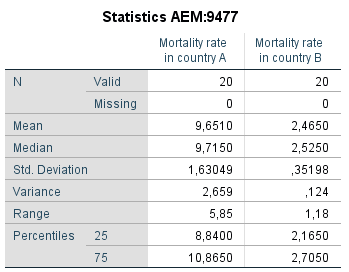 Statistics AEM:9477
Mortality rate in country A Mortality rate in country B
N Valid 20 20
Missing 0 0
Mean 9,6510 2,4650
Median 9,7150 2,5250
Std. Deviation 1,63049 ,35198
Variance 2,659 ,124
Range 5,85 1,18
Percentiles 25 8,8400 2,1650
75 10,8650 2,7050